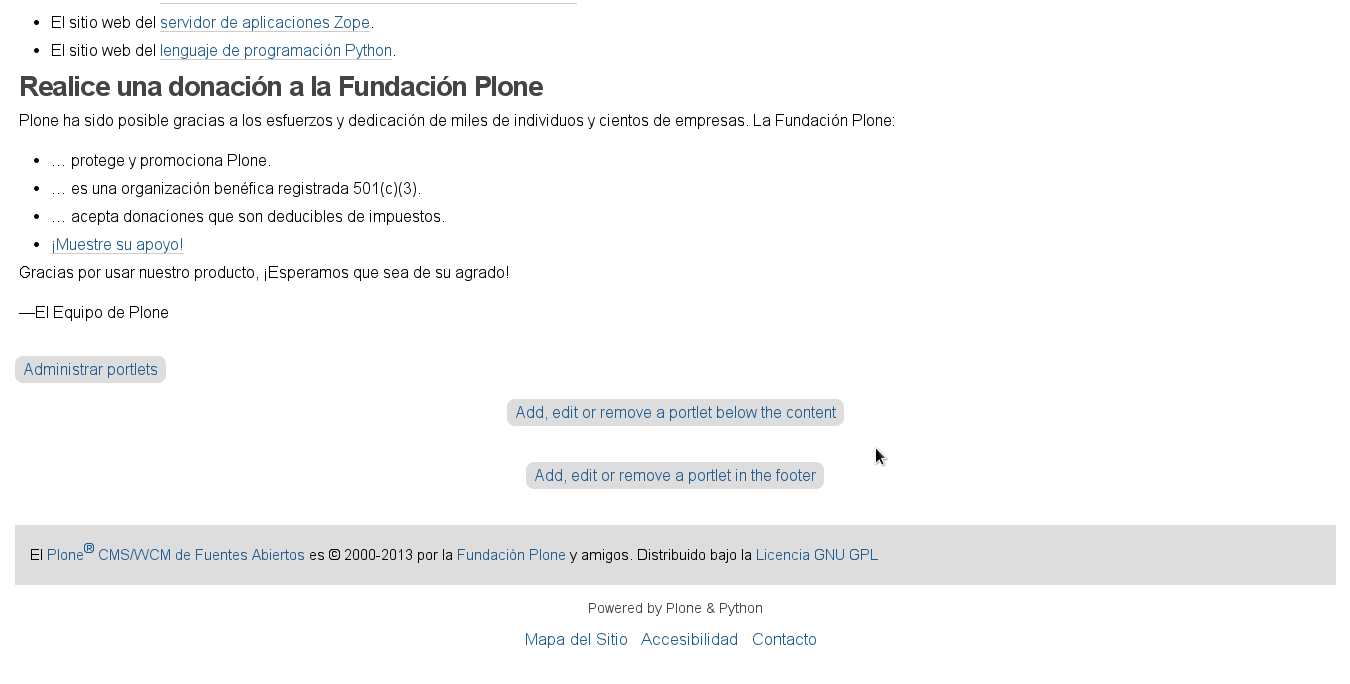 El sitio web del servidor de aplicaciones Zope.
El sitio web del lenguaje de programación Python.
Realice una donación a la Fundación Plone
Plone ha sido posible gracias a los esfuerzos y dedicación de miles de individuos y cientos de empresas. La Fundación Plone:
… protege y promociona Plone.
… es una organización benéfica registrada 501(c)(3).
… acepta donaciones que son deducibles de impuestos.
¡Muestre su apoyo!
Gracias por usar nuestro producto, ¡Esperamos que sea de su agrado!
—El Equipo de Plone
Administrar portlets
Add, edit or remove a portlet below the content
Add, edit or remove a portlet in the footer
El Plone® CMS/WCM de Fuentes Abiertos es © 2000-2013 por la Fundación Plone y amigos. Distribuido bajo la Licencia GNU GPL
Powered by Plone & Python
Mapa del Sitio Accesibilidad Contacto